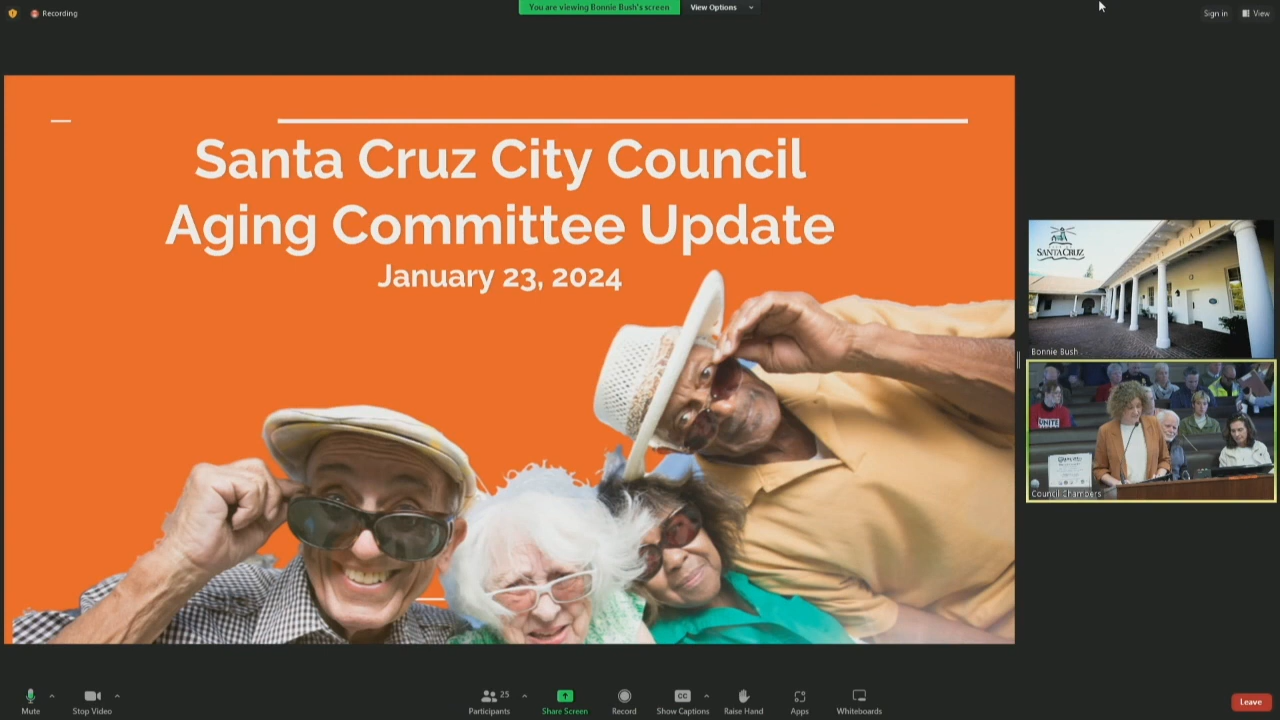 Recording
You are viewing Bonnie Bush's screen
View Options
Sign in
View
Santa Cruz City Council
Aging Committee Update
January 23, 2024
SANTA CRUZ
HALL
Bonnie Bush
UNITE
Council Chambers
Mute
Stop Video
Participants
25
Share Screen
Record
CC
Show Captions
Raise Hand
Apps
Whiteboards
Leave